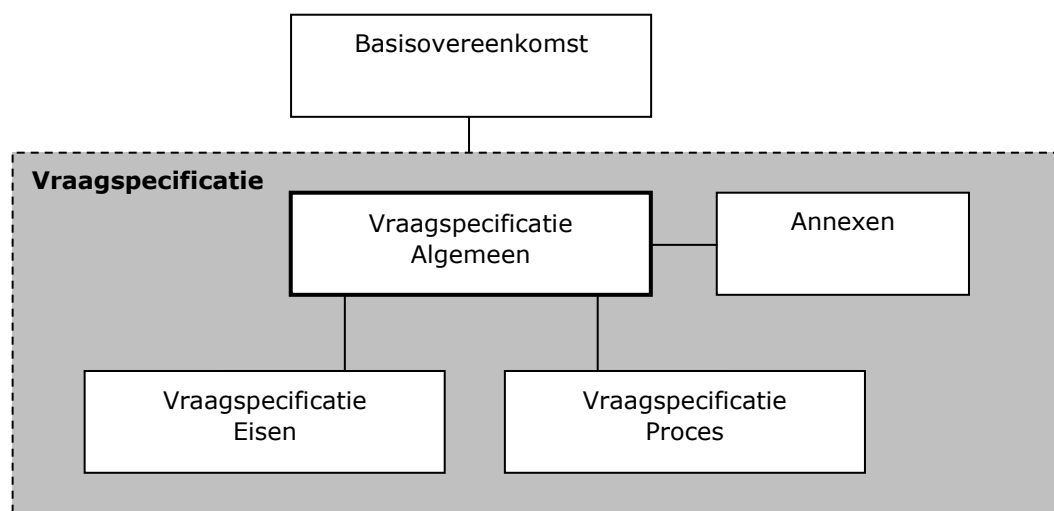 Basisovereenkomst
Vraagspecificatie
Vraagspecificatie
Algemeen
Annexen
Vraagspecificatie
Eisen
Vraagspecificatie
Proces